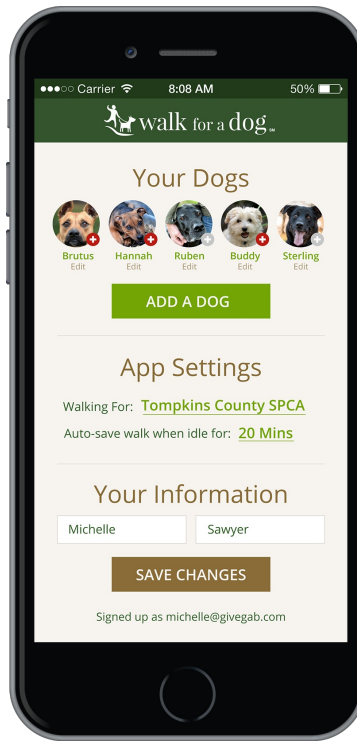 Carrier 8:08 AM 50%
walk for a dog
Your Dogs
Brutus Hannah Ruben Buddy Sterling
Edit Edit Edit Edit Edit
ADD A DOG
App Settings
Walking For: Tompkins County SPCA
Auto-save walk when idle for: 20 Mins
Your Information
Michelle Sawyer
SAVE CHANGES
Signed up as michelle@givegab.com